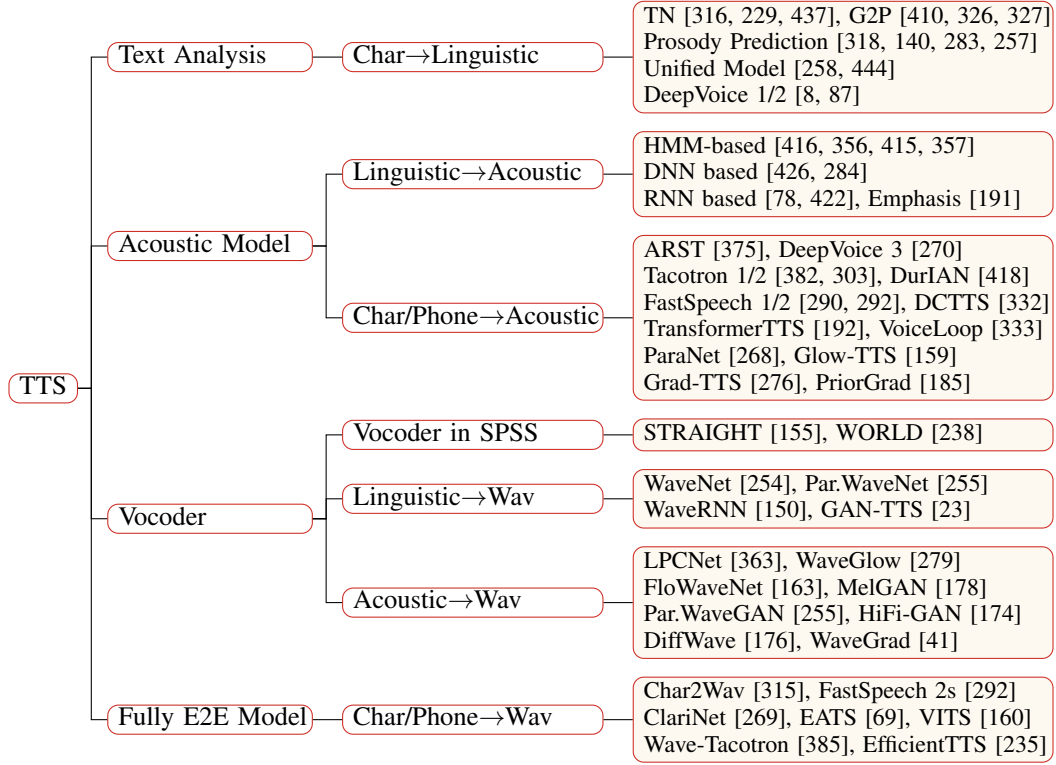 TTS
Text Analysis
Char→Linguistic
TN [316, 229, 437], G2P [410, 326, 327]
Prosody Prediction [318, 140, 283, 257]
Unified Model [258, 444]
DeepVoice 1/2 [8, 87]
Acoustic Model
Linguistic→Acoustic
HMM-based [416, 356, 415, 357]
DNN based [426, 284]
RNN based [78, 422], Emphasis [191]
Char/Phone→Acoustic
ARST [375], DeepVoice 3 [270]
Tacotron 1/2 [382, 303], DurIAN [418]
FastSpeech 1/2 [290, 292], DCTTS [332]
TransformerTTS [192], VoiceLoop [333]
ParaNet [268], Glow-TTS [159]
Grad-TTS [276], PriorGrad [185]
Vocoder
Vocoder in SPSS
STRAIGHT [155], WORLD [238]
Linguistic→Wav
WaveNet [254], Par.WaveNet [255]
WaveRNN [150], GAN-TTS [23]
Acoustic→Wav
LPCNet [363], WaveGlow [279]
FloWaveNet [163], MelGAN [178]
Par.WaveGAN [255], HiFi-GAN [174]
DiffWave [176], WaveGrad [41]
Fully E2E Model
Char/Phone→Wav
Char2Wav [315], FastSpeech 2s [292]
ClariNet [269], EATS [69], VITS [160]
Wave-Tacotron [385], EfficientTTS [235]